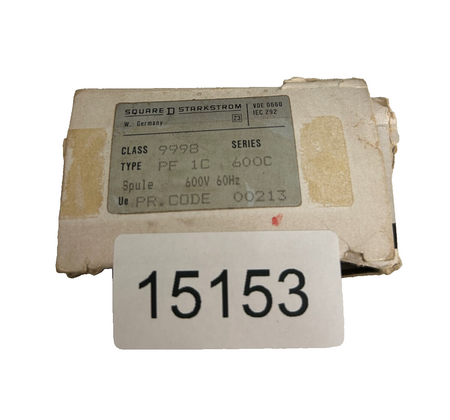 SQUARE D STARKSTROM
VDE 0660
W. Germany
73
IEC 292
CLASS 9998 SERIES
TYPE PF 1C 600C
Spule 600V 60Hz
Ue PR.CODE 00213
15153